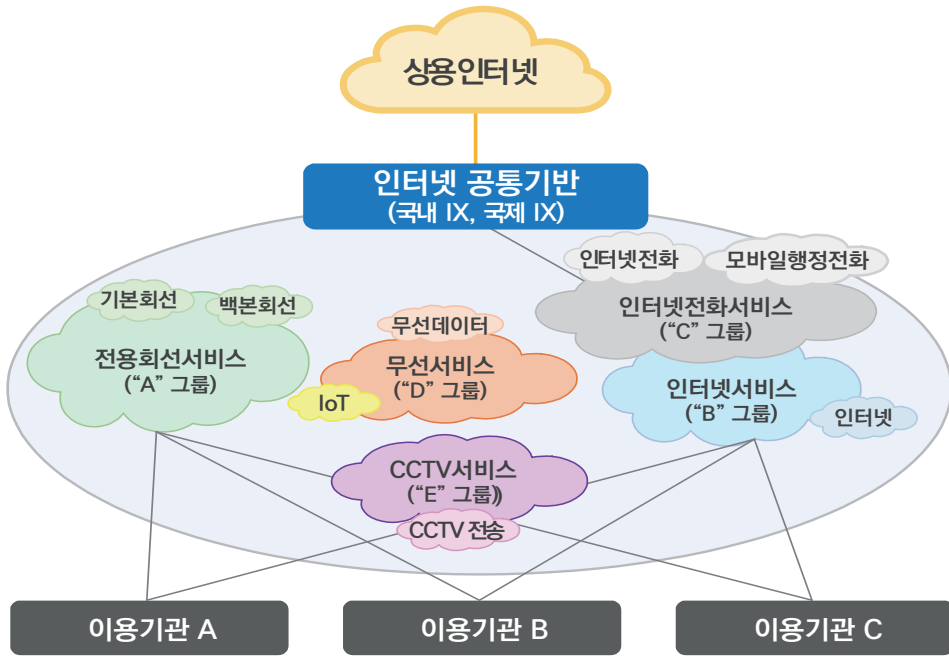 상용인터넷
인터넷 공통기반
(국내 IX, 국제 IX)
인터넷전화
모바일행정전화
기본회선
백본회선
인터넷전화서비스
(“C” 그룹)
무선데이터
전용회선서비스
(“A” 그룹)
무선서비스
(“D” 그룹)
IoT
인터넷서비스
(“B” 그룹)
인터넷
CCTV서비스
(“E” 그룹))
CCTV 전송
이용기관 A
이용기관 B
이용기관 C